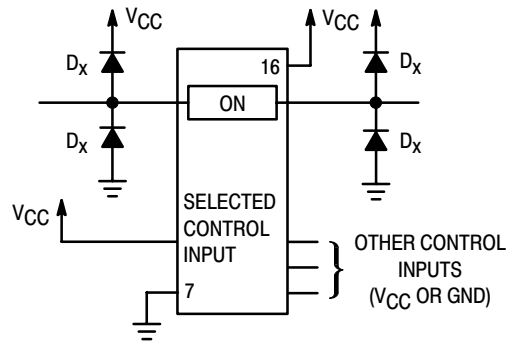 VCC
VCC
16
DX
DX
ON
DX
DX
VCC
SELECTED
CONTROL
INPUT
OTHER CONTROL
INPUTS
(VCC OR GND)
7